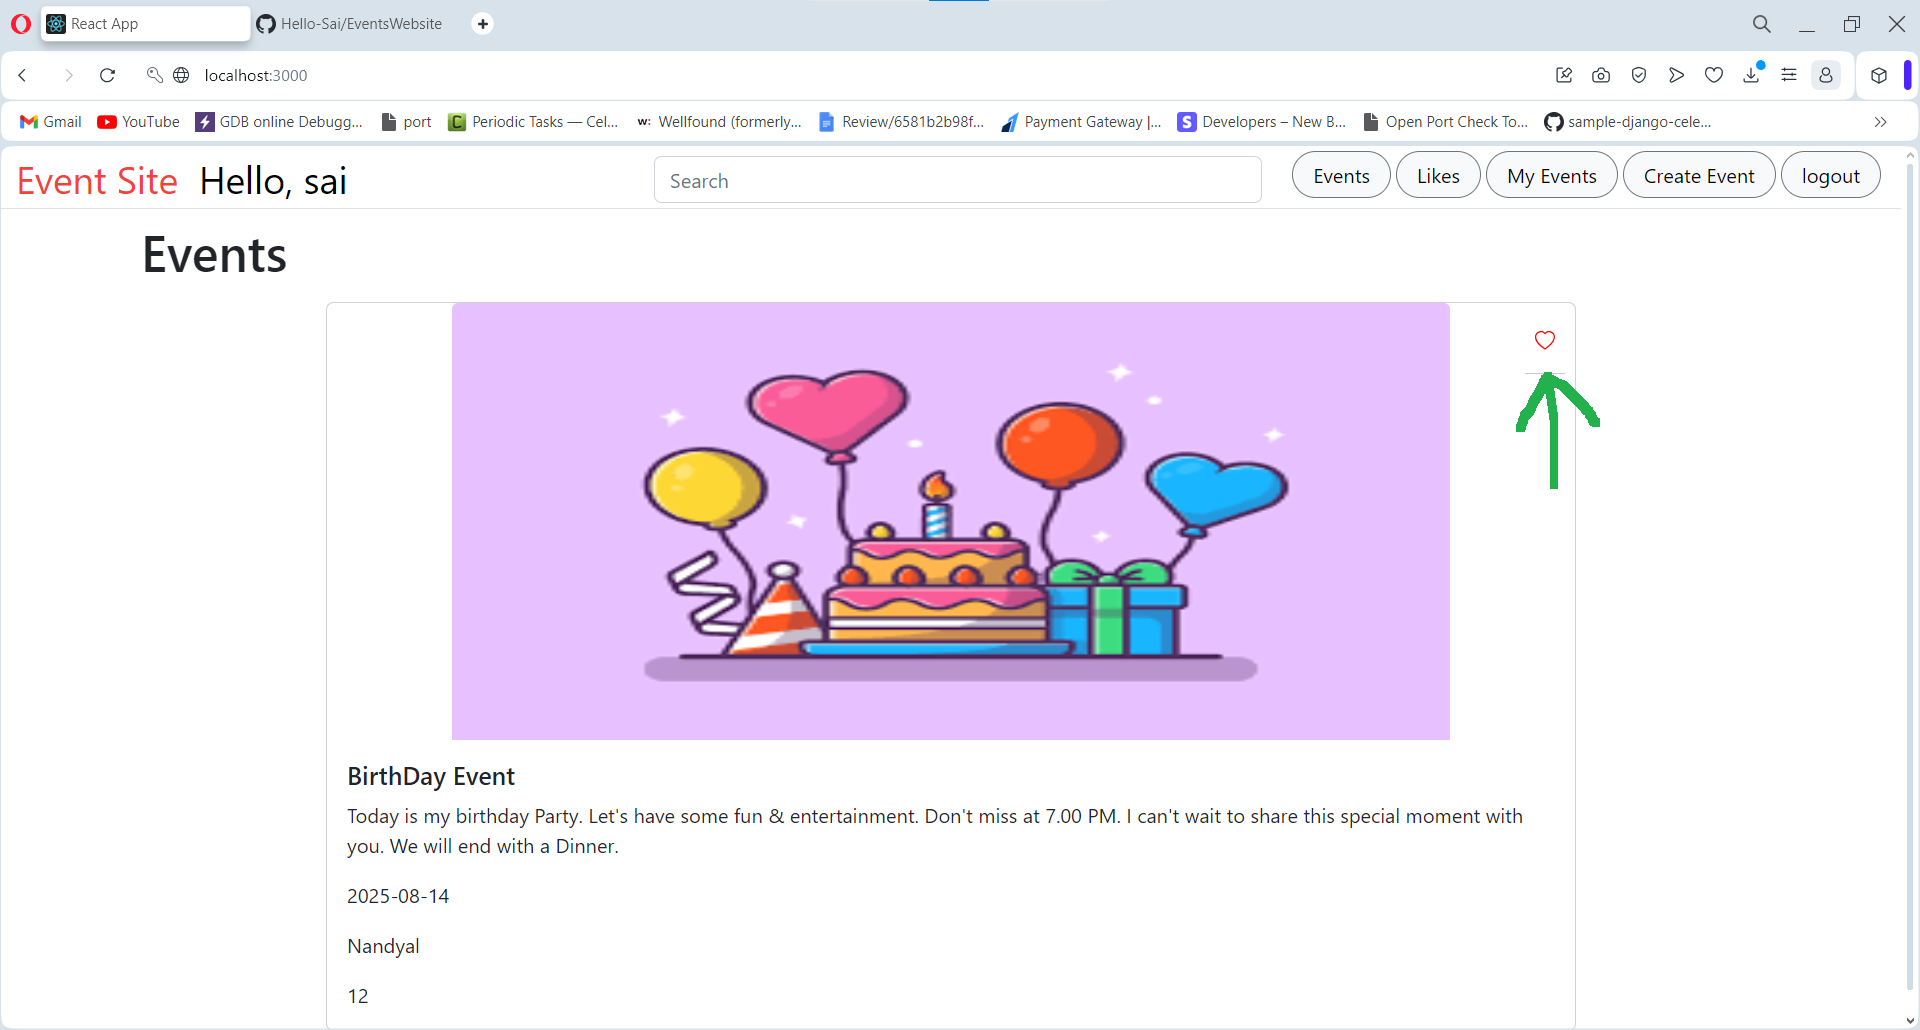 React App
Hello-Sai/EventsWebsite
localhost:3000
Gmail
YouTube
GDB online Debugg...
port
Periodic Tasks — Cel...
w: Wellfound (formerly...
Review/6581b2b98f...
Payment Gateway |...
S Developers – New B...
Open Port Check To...
sample-django-cele...
Event Site Hello, sai
Search
Events
Likes
My Events
Create Event
logout
Events
BirthDay Event
Today is my birthday Party. Let's have some fun & entertainment. Don't miss at 7.00 PM. I can't wait to share this special moment with
you. We will end with a Dinner.
2025-08-14
Nandyal
12